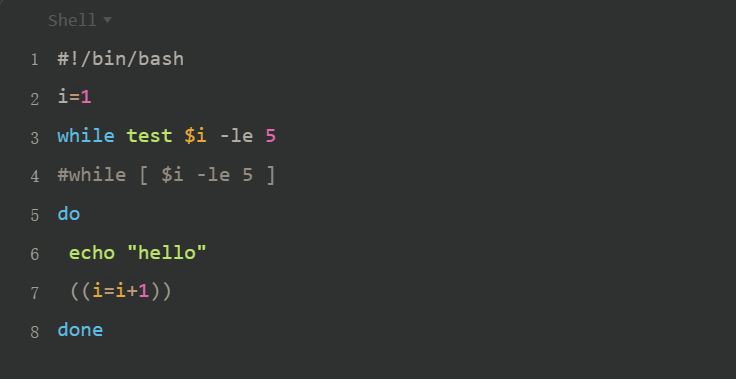 Shell
1 #!/bin/bash
2 i=1
3 while test $i -le 5
4 #while [ $i -le 5 ]
5 do
6  echo "hello"
7  ((i=i+1))
8 done